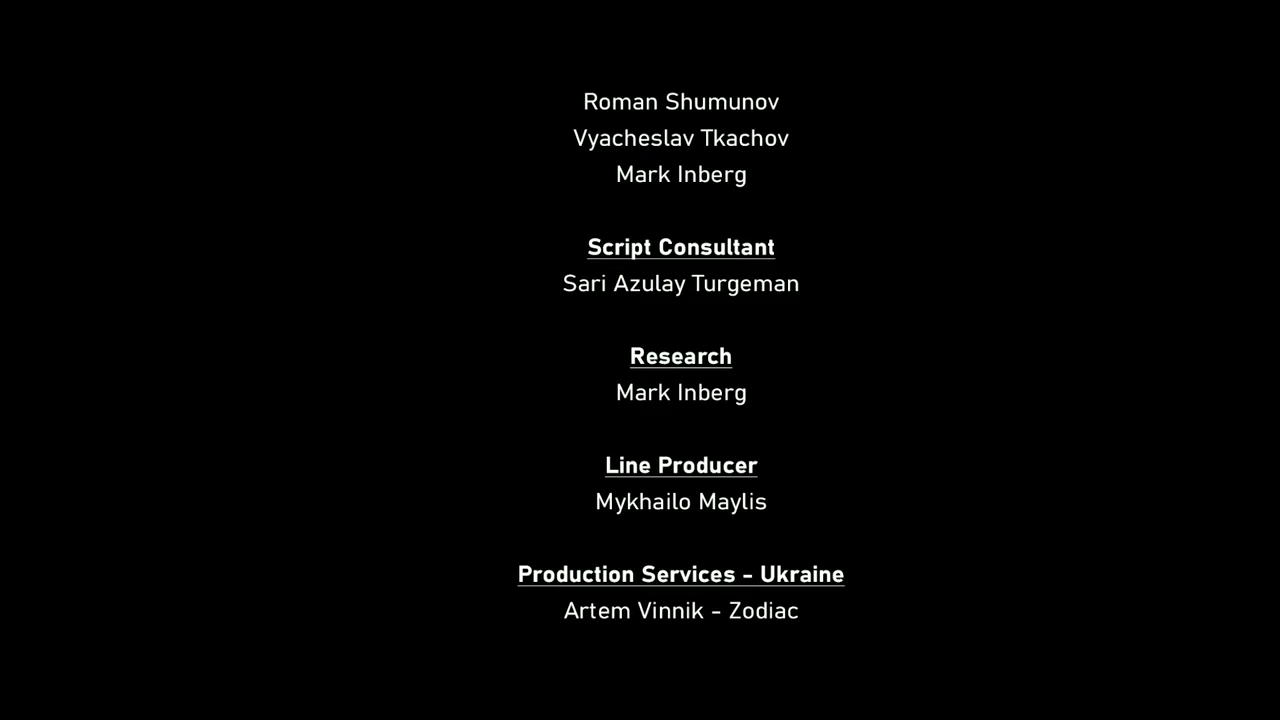 Roman Shumunov
Vyacheslav Tkachov
Mark Inberg
Script Consultant
Sari Azulay Turgeman
Research
Mark Inberg
Line Producer
Mykhailo Maylis
Production Services - Ukraine
Artem Vinnik - Zodiac